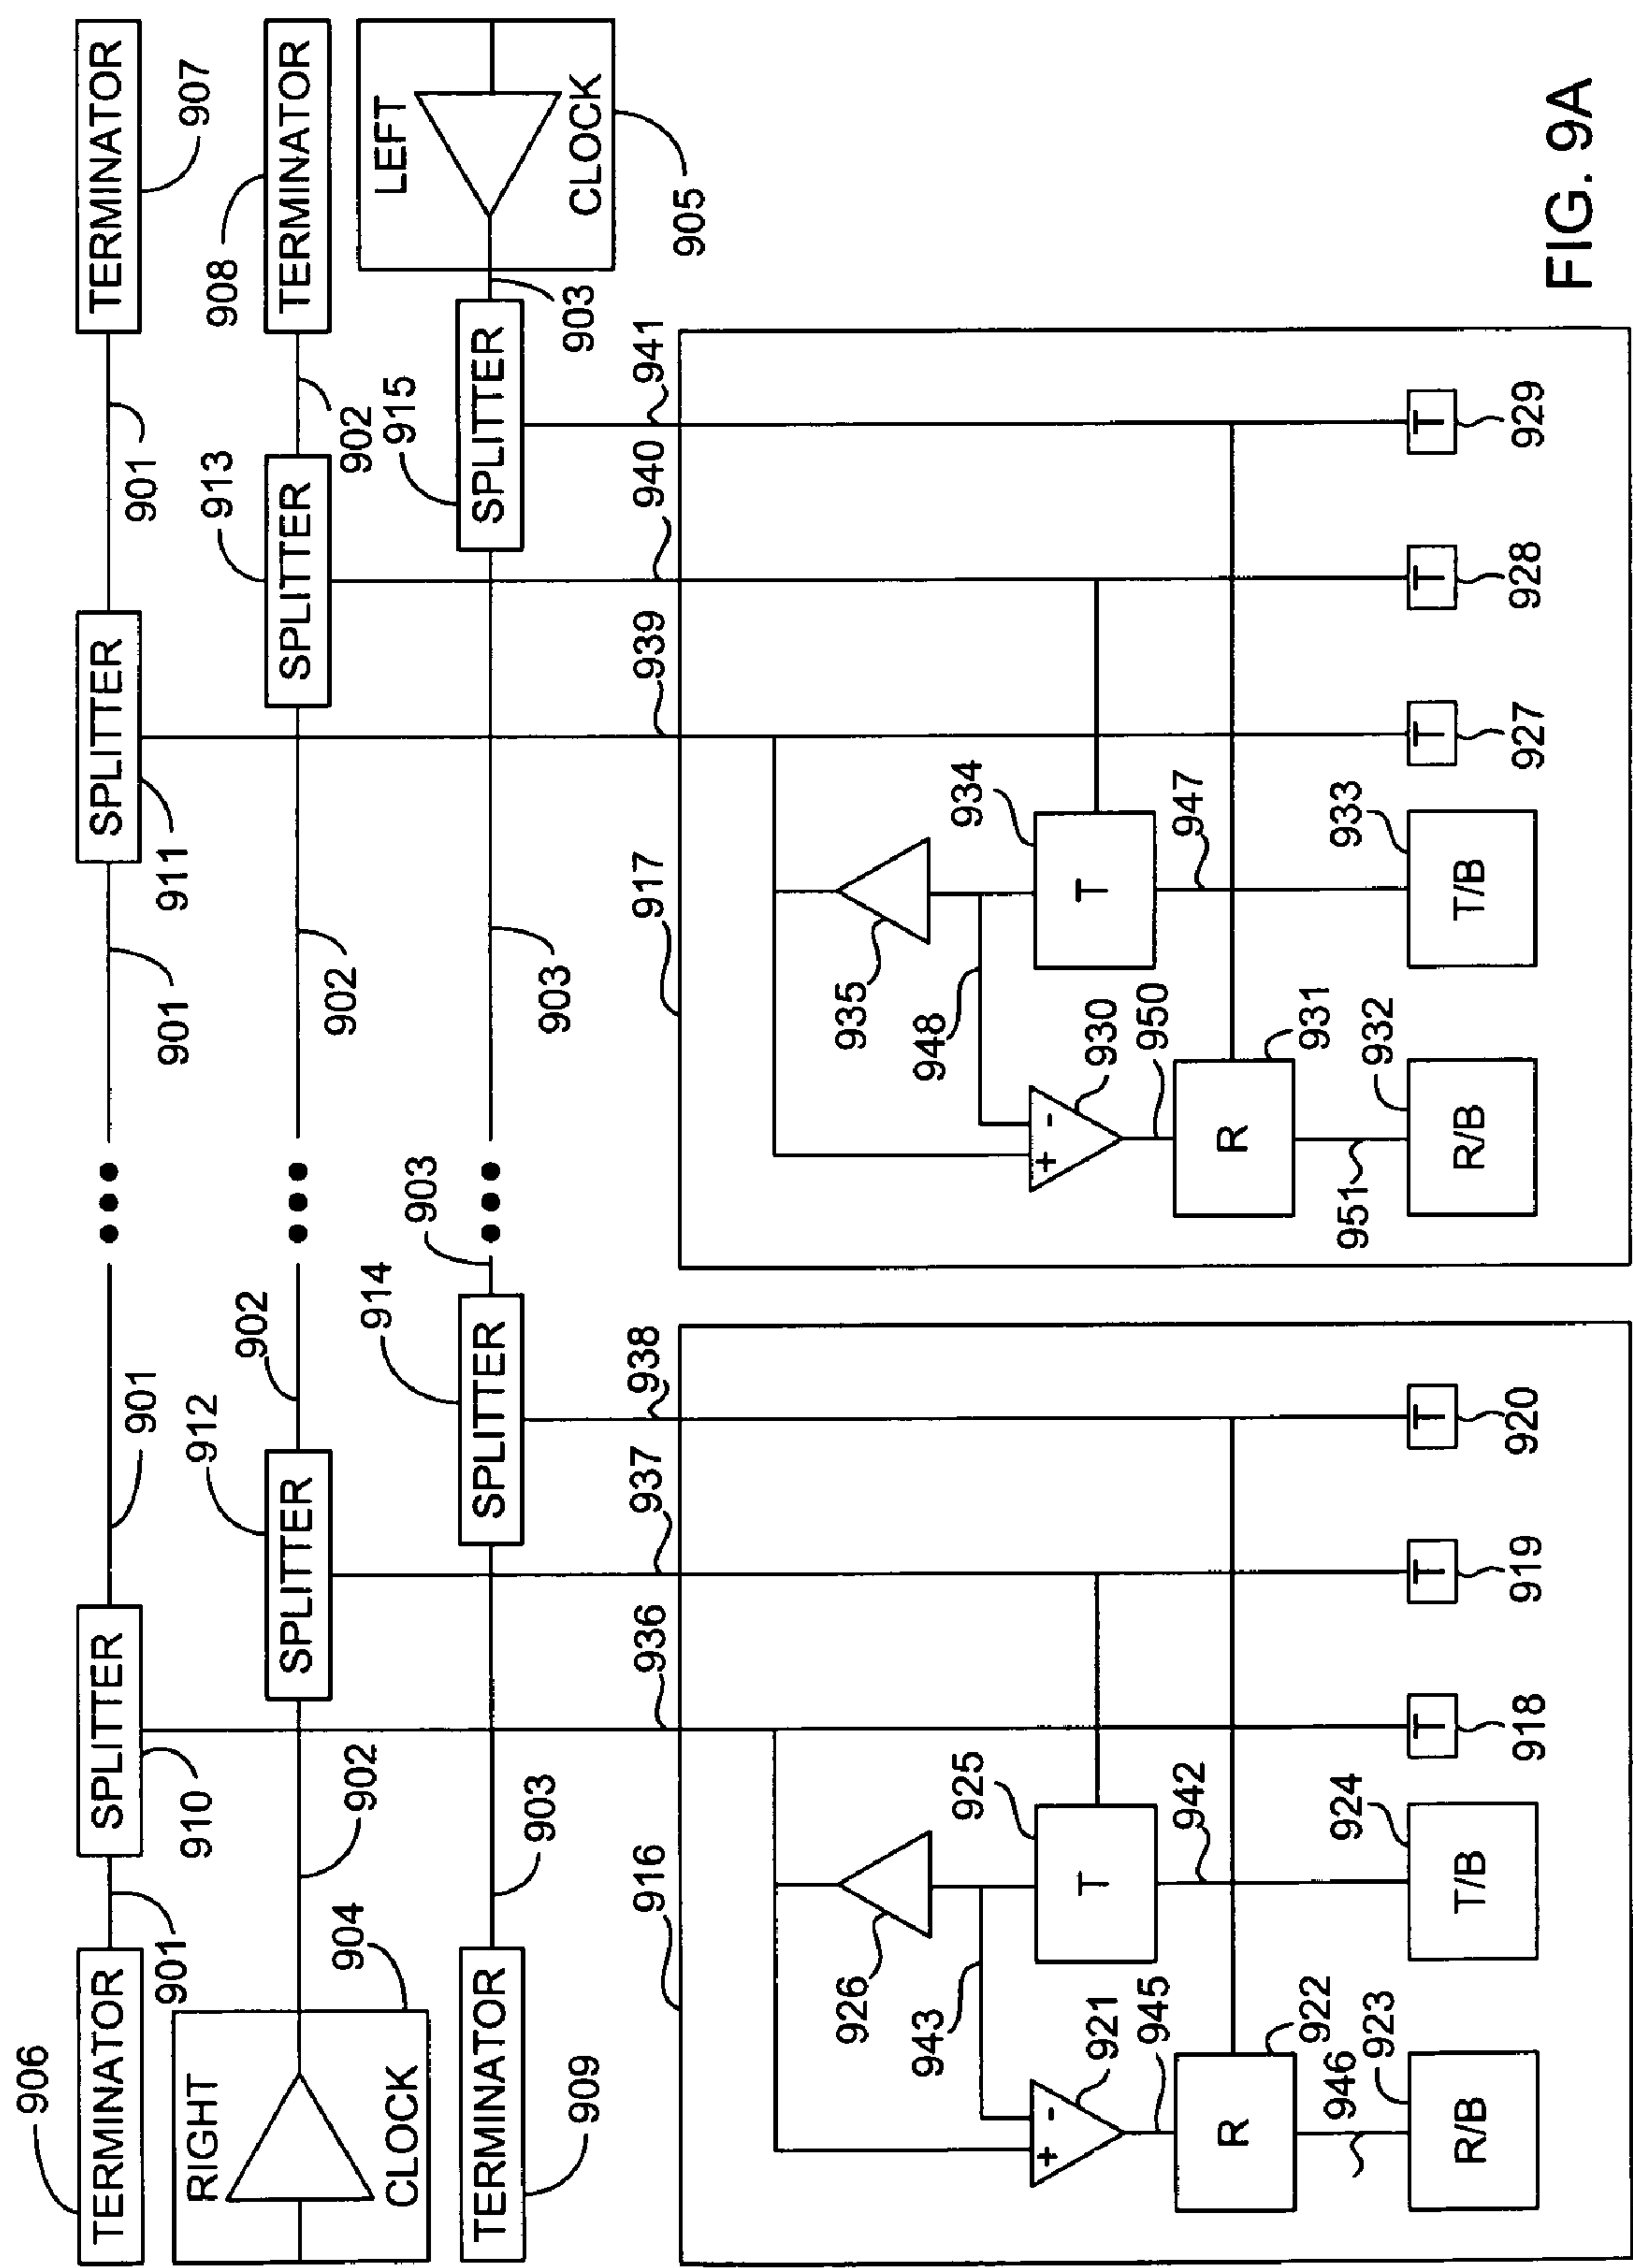 906
TERMINATOR
901
SPLITTER
910
901
901
901
SPLITTER
911
901
TERMINATOR
907
RIGHT
CLOCK
904
902
912
SPLITTER
902
902
913
SPLITTER
902
908
TERMINATOR
TERMINATOR
909
903
914
SPLITTER
903
903
915
SPLITTER
903
LEFT
CLOCK
905
916
936
937
938
926
925
T
943
942
+
-
921
945
R
922
946
923
R/B
924
T/B
T
918
T
919
T
920
917
939
940
941
935
934
T
948
947
+
-
930
950
R
931
951
932
R/B
933
T/B
T
927
T
928
T
929
FIG. 9A